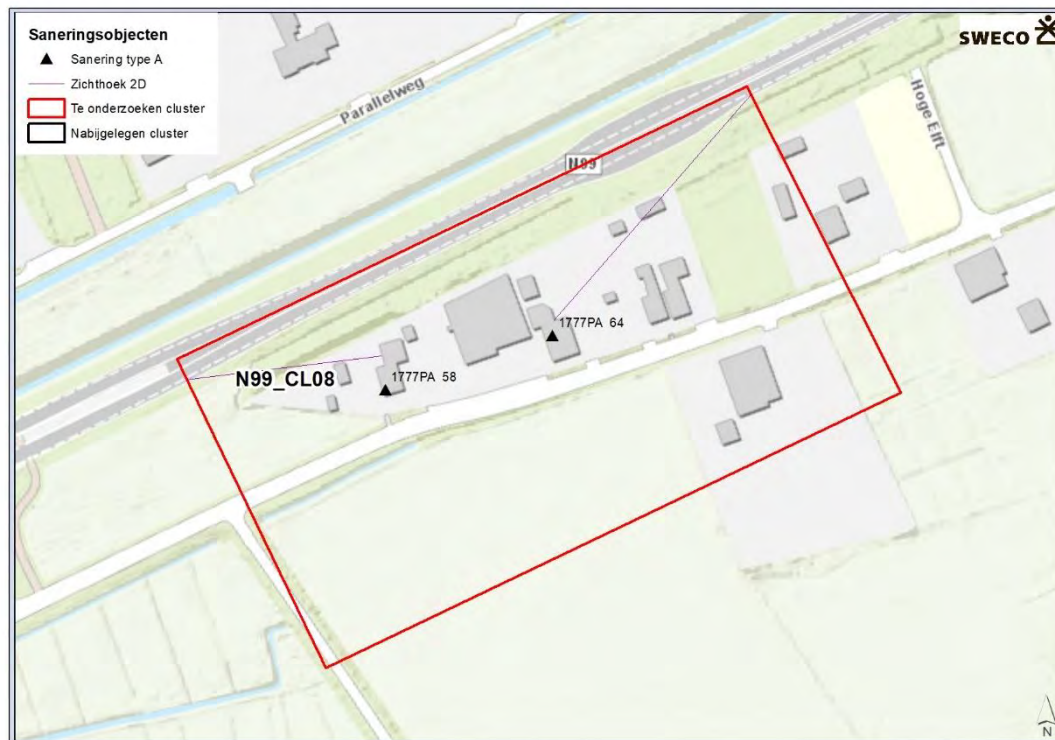 Saneringsobjecten
Sanering type A
Zichthoek 2D
Te onderzoeken cluster
Nabijgelegen cluster
SWECO
Parallelweg
Hoge Elft
N99
1777PA 64
1777PA 58
N99_CL08
N